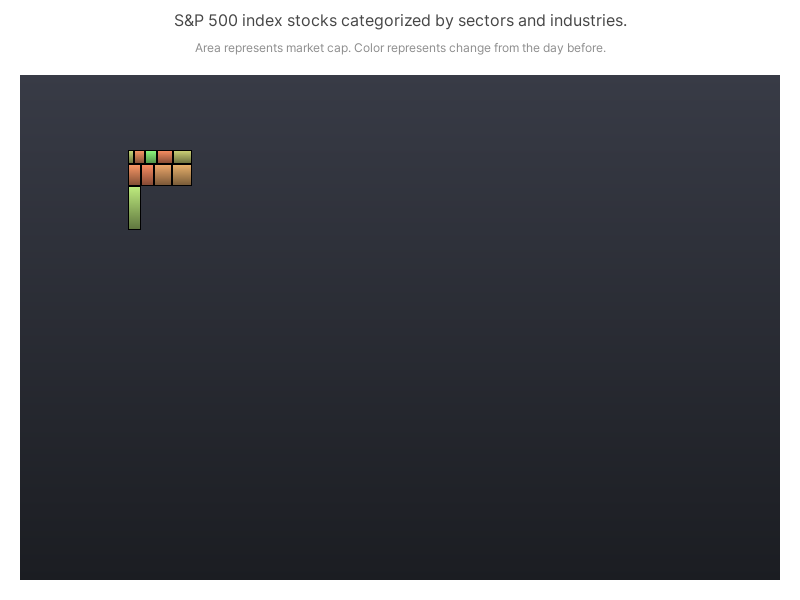 S&P 500 index stocks categorized by sectors and industries.
Area represents market cap. Color represents change from the day before.